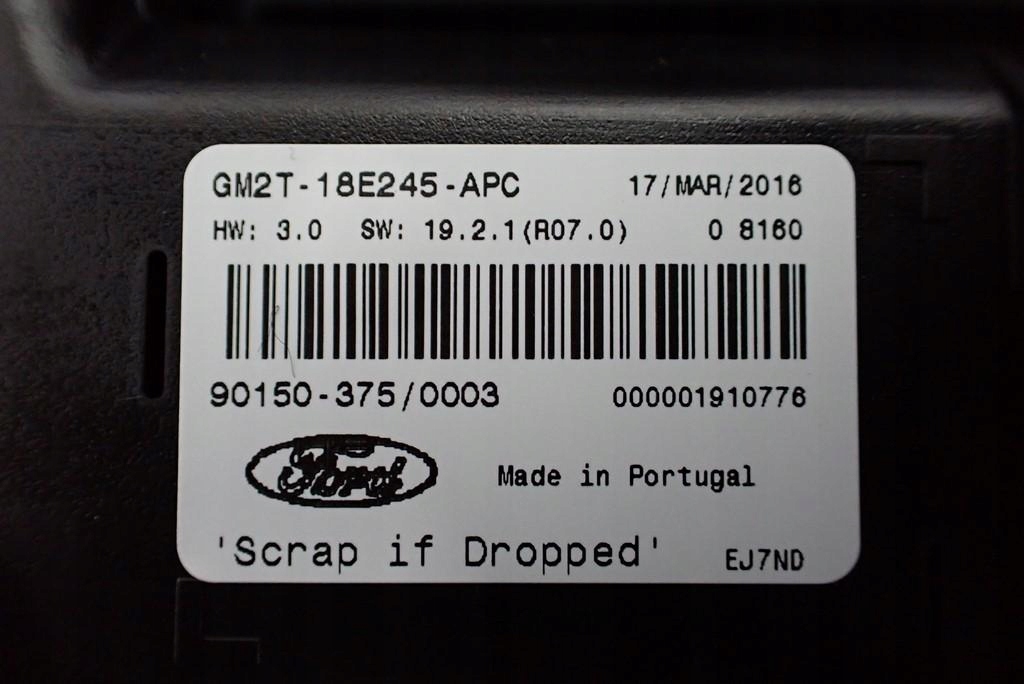 GM2T-18E245-APC 17/MAR/2016
HW: 3.0 SW: 19.2.1(R07.0) 0 8160
90150-375/0003 000001910776
Ford Made in Portugal
'Scrap if Dropped' EJ7ND